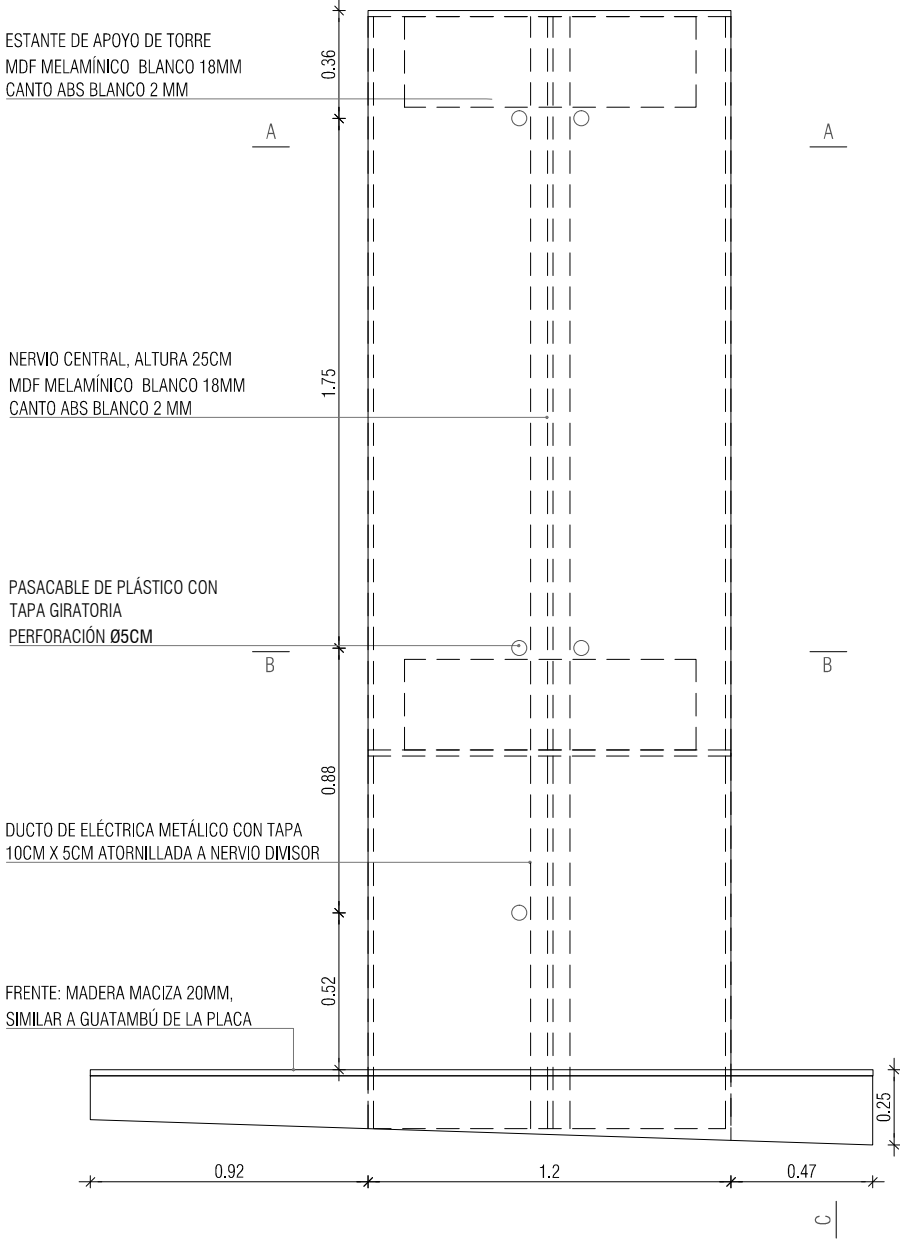 ESTANTE DE APOYO DE TORRE
MDF MELAMÍNICO BLANCO 18MM
CANTO ABS BLANCO 2 MM
0.36
A
A
NERVIO CENTRAL, ALTURA 25CM
MDF MELAMÍNICO BLANCO 18MM
CANTO ABS BLANCO 2 MM
1.75
PASACABLE DE PLÁSTICO CON
TAPA GIRATORIA
PERFORACIÓN Ø5CM
B
B
0.88
DUCTO DE ELÉCTRICA METÁLICO CON TAPA
10CM X 5CM ATORNILLADA A NERVIO DIVISOR
0.52
FRENTE: MADERA MACIZA 20MM,
SIMILAR A GUATAMBÚ DE LA PLACA
0.25
0.92
1.2
0.47
C